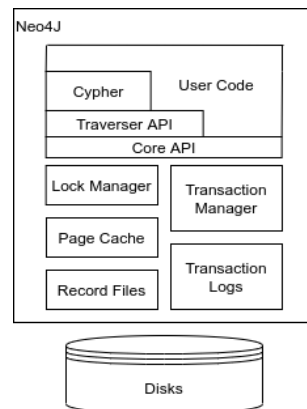 Neo4J
User Code
Cypher
Traverser API
Core API
Lock Manager
Transaction
Manager
Page Cache
Transaction
Logs
Record Files
Disks